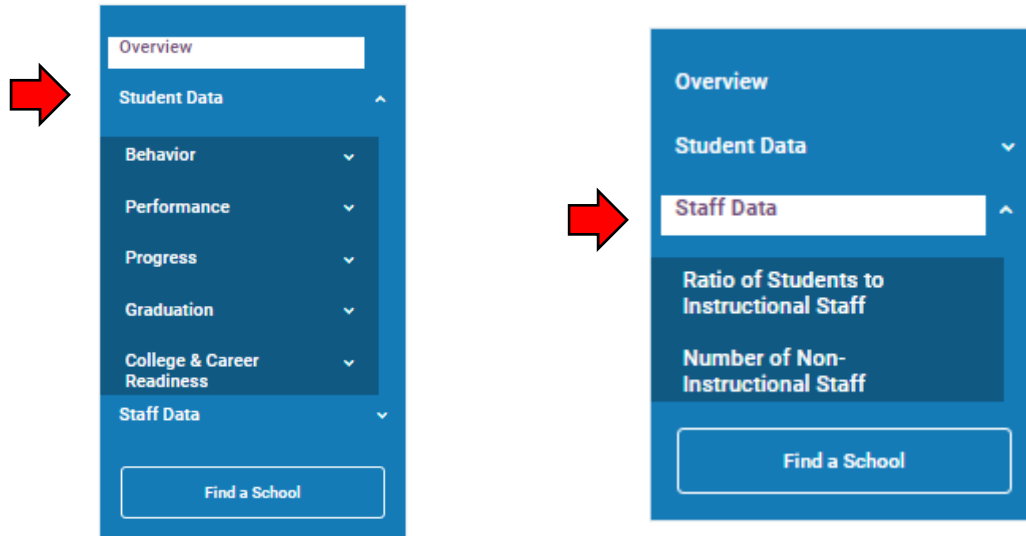 Overview
Student Data
Behavior
Performance
Progress
Graduation
College & Career
Readiness
Staff Data
Find a School
Overview
Student Data
Staff Data
Ratio of Students to
Instructional Staff
Number of Non-
Instructional Staff
Find a School